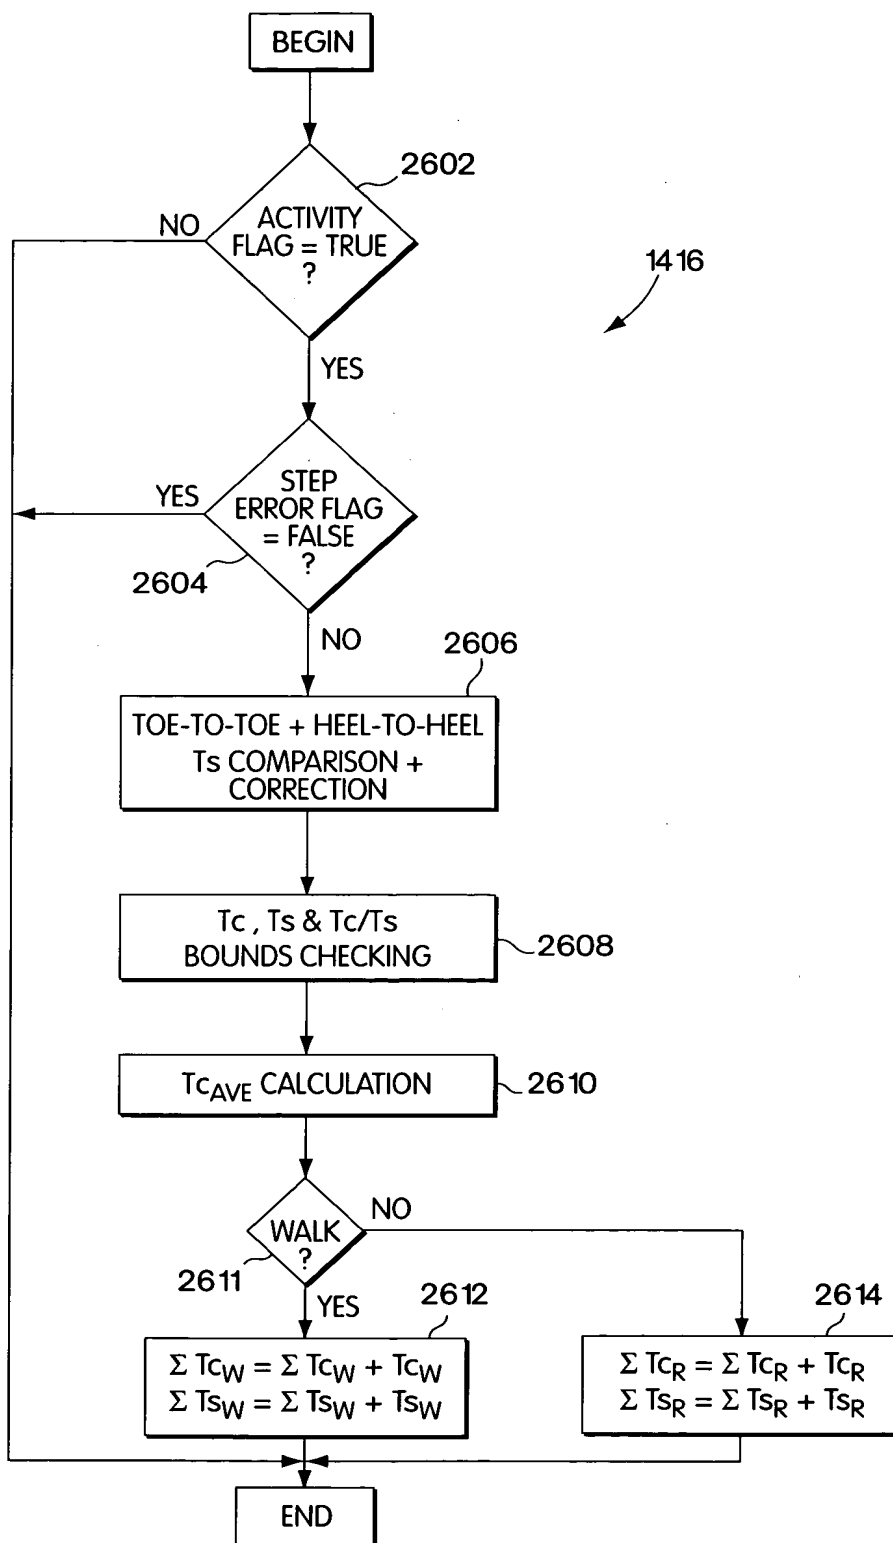 BEGIN
2602
ACTIVITY
FLAG = TRUE
?
NO
1416
YES
STEP
ERROR FLAG
= FALSE
?
YES
2604
NO
2606
TOE-TO-TOE + HEEL-TO-HEEL
Ts COMPARISON +
CORRECTION
Tc , Ts & Tc/Ts
BOUNDS CHECKING
2608
TcAVE CALCULATION
2610
WALK
?
NO
2611
YES
2612
Σ TcW = Σ TcW + TcW
Σ TsW = Σ TsW + TsW
2614
Σ TcR = Σ TcR + TcR
Σ TsR = Σ TsR + TsR
END